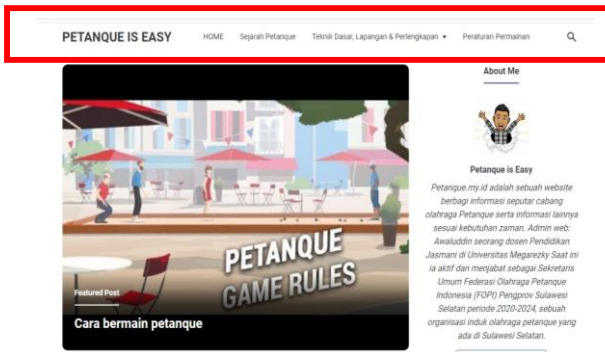 PETANQUE IS EASY
HOME
Sejarah Petanque
Teknik Dasar, Lapangan & Perlengkapan
Peraturan Permainan
PETANQUE
GAME RULES
Featured Post
Cara bermain petanque
About Me
Petanque is Easy
Petanque.my.id adalah sebuah website
berbagi informasi seputar cabang
olahraga Petanque serta informasi lainnya
sesuai kebutuhan zaman. Admin web:
Awaluddin seorang dosen Pendidikan
Jasmani di Universitas Megarezky Saat ini
ia aktif dan menjabat sebagai Sekretaris
Umum Federasi Olahraga Petanque
Indonesia (FOPI) Pengprov Sulawesi
Selatan periode 2020-2024, sebuah
organisasi induk olahraga petanque yang
ada di Sulawesi Selatan.